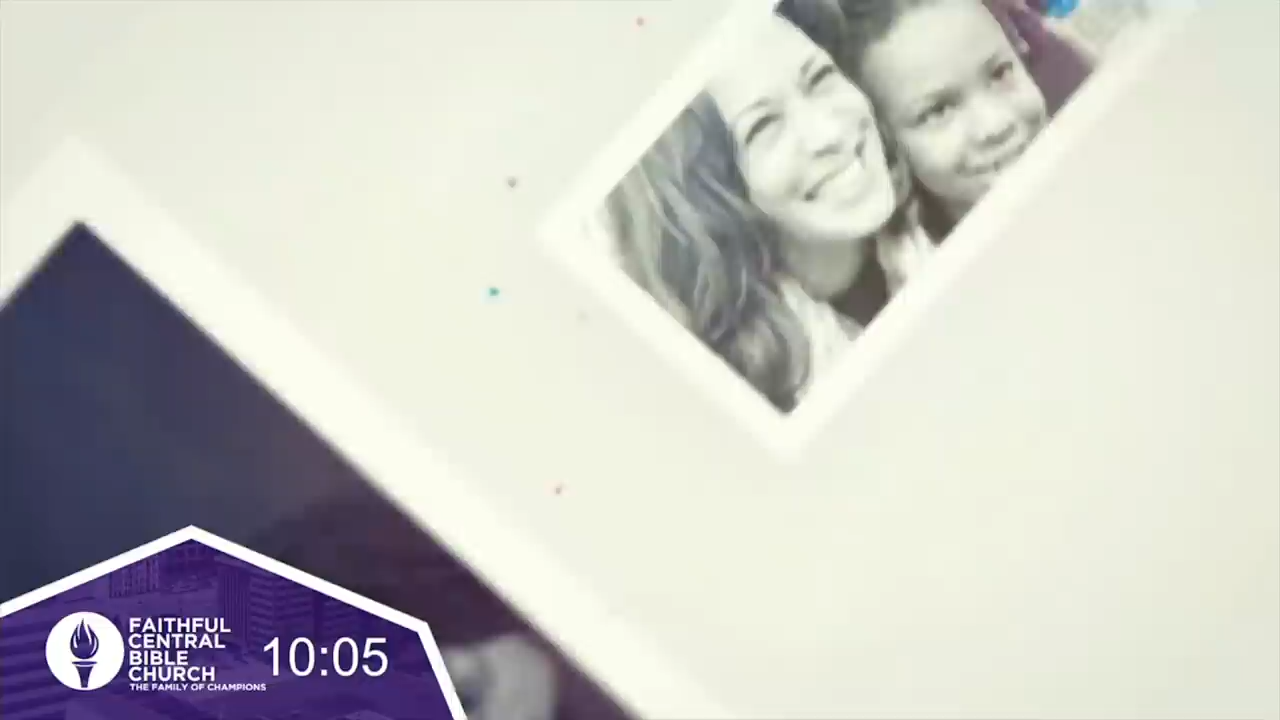 FAITHFUL
CENTRAL
BIBLE
CHURCH
THE FAMILY OF CHAMPIONS
10:05